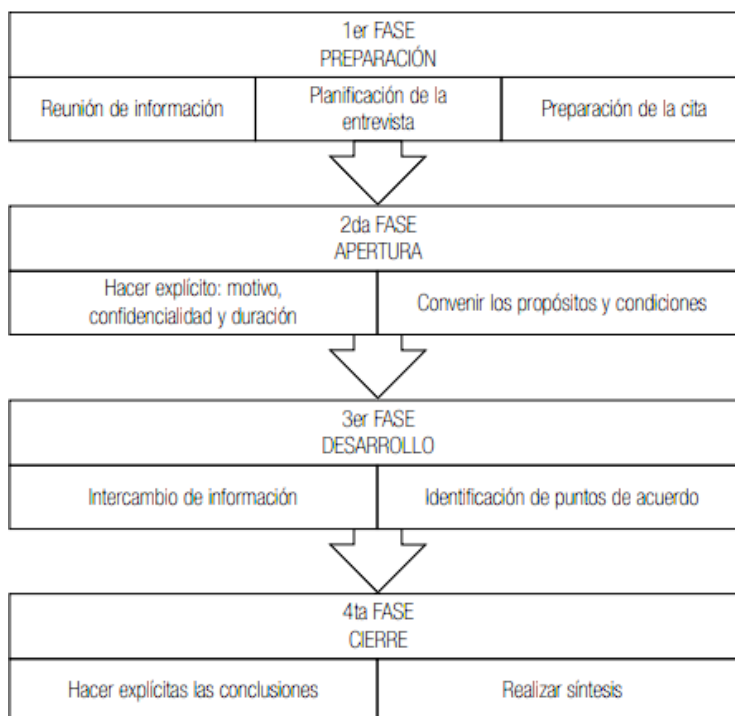 1er FASE
PREPARACIÓN
Reunión de información
Planificación de la
entrevista
Preparación de la cita
2da FASE
APERTURA
Hacer explícito: motivo,
confidencialidad y duración
Convenir los propósitos y condiciones
3er FASE
DESARROLLO
Intercambio de información
Identificación de puntos de acuerdo
4ta FASE
CIERRE
Hacer explícitas las conclusiones
Realizar síntesis